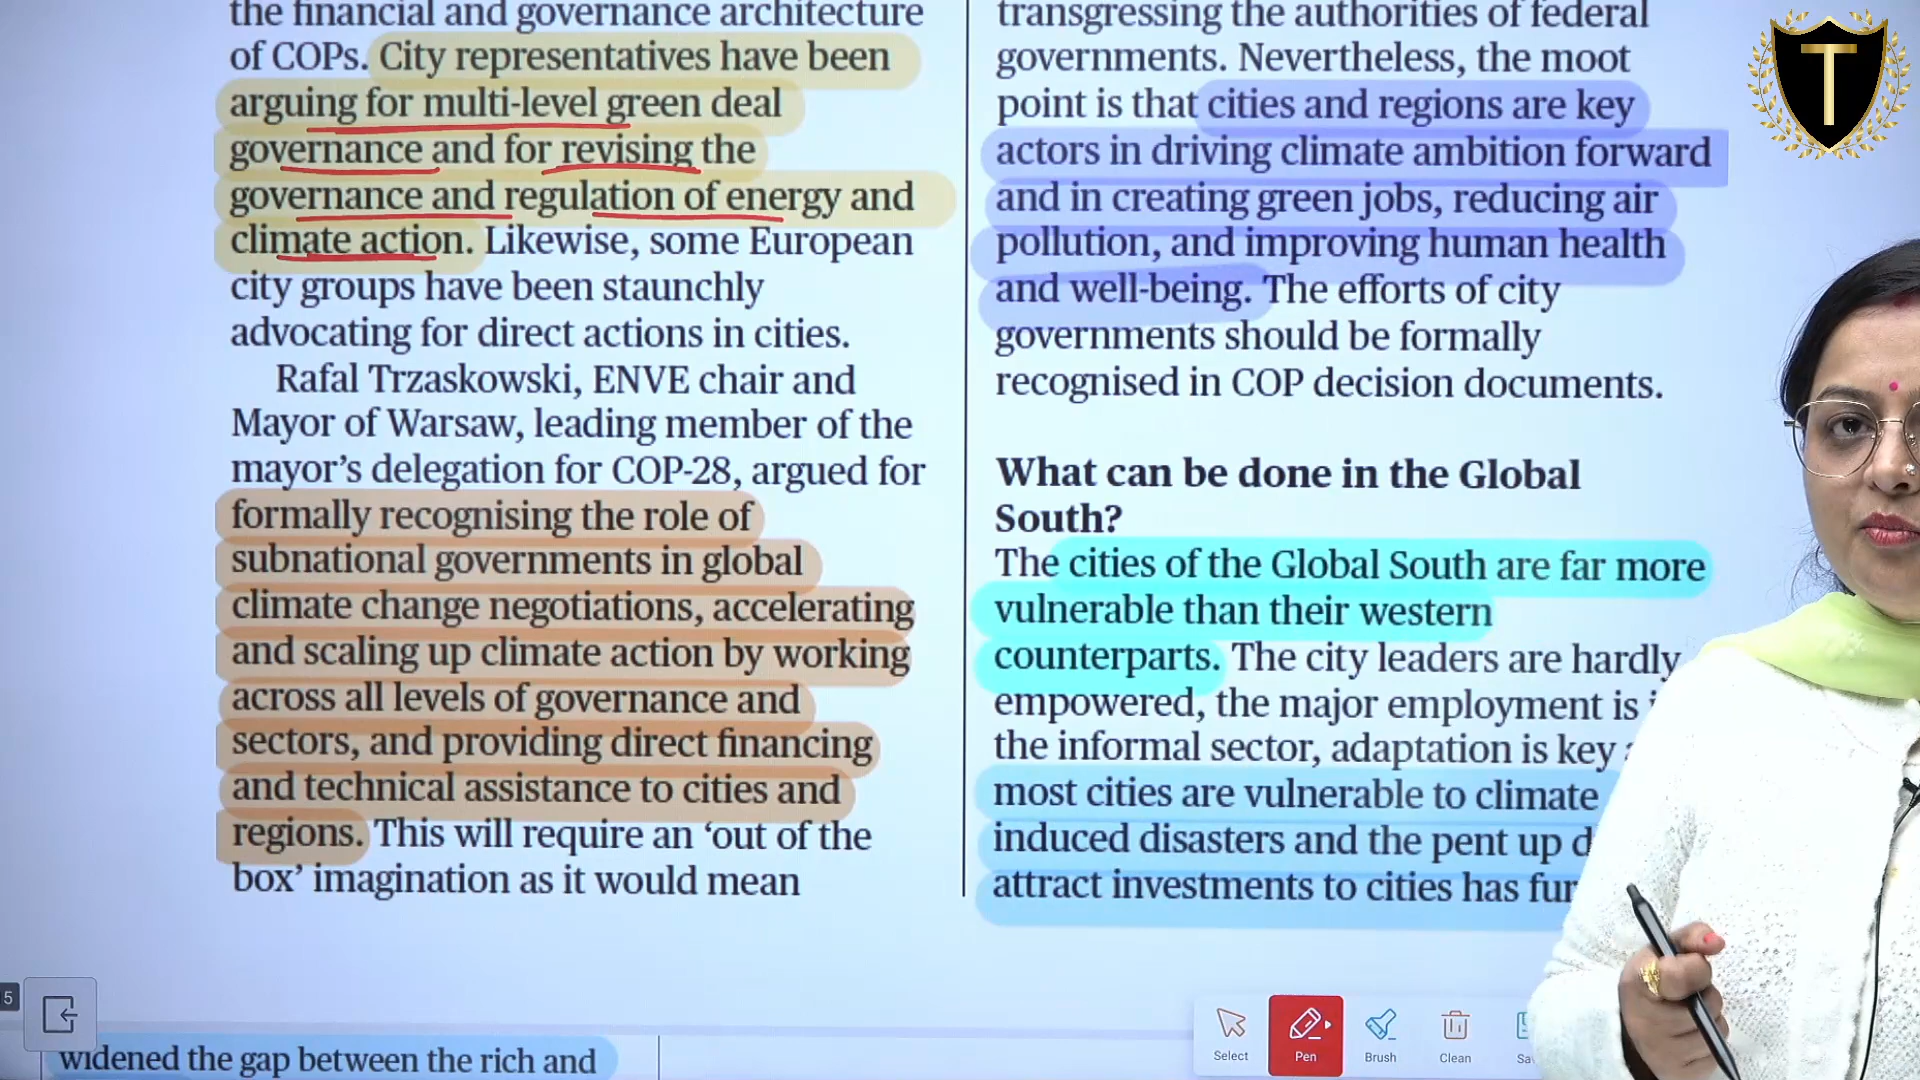 the financial and governance architecture
of COPs. City representatives have been
arguing for multi-level green deal
governance and for revising the
governance and regulation of energy and
climate action. Likewise, some European
city groups have been staunchly
advocating for direct actions in cities.
Rafal Trzaskowski, ENVE chair and
Mayor of Warsaw, leading member of the
mayor's delegation for COP-28, argued for
formally recognising the role of
subnational governments in global
climate change negotiations, accelerating
and scaling up climate action by working
across all levels of governance and
sectors, and providing direct financing
and technical assistance to cities and
regions. This will require an ‘out of the
box’ imagination as it would mean
transgressing the authorities of federal
governments. Nevertheless, the moot
point is that cities and regions are key
actors in driving climate ambition forward
and in creating green jobs, reducing air
pollution, and improving human health
and well-being. The efforts of city
governments should be formally
recognised in COP decision documents.
What can be done in the Global
South?
The cities of the Global South are far more
vulnerable than their western
counterparts. The city leaders are hardly
empowered, the major employment is
the informal sector, adaptation is key
most cities are vulnerable to climate
induced disasters and the pent up
attract investments to cities has
widened the gap between the rich and
T
5
Select
Pen
Brush
Clean